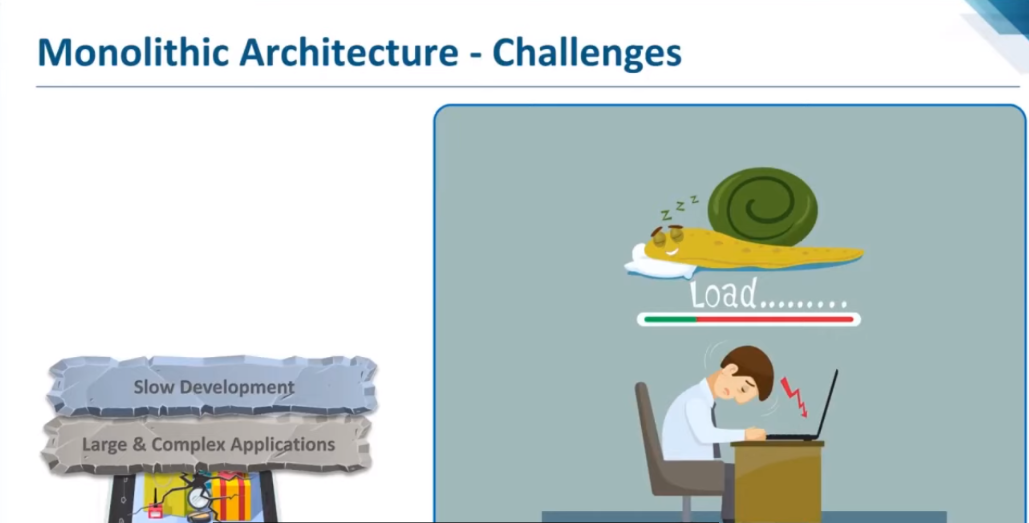 Monolithic Architecture - Challenges
z z z
Load.........
Slow Development
Large & Complex Applications